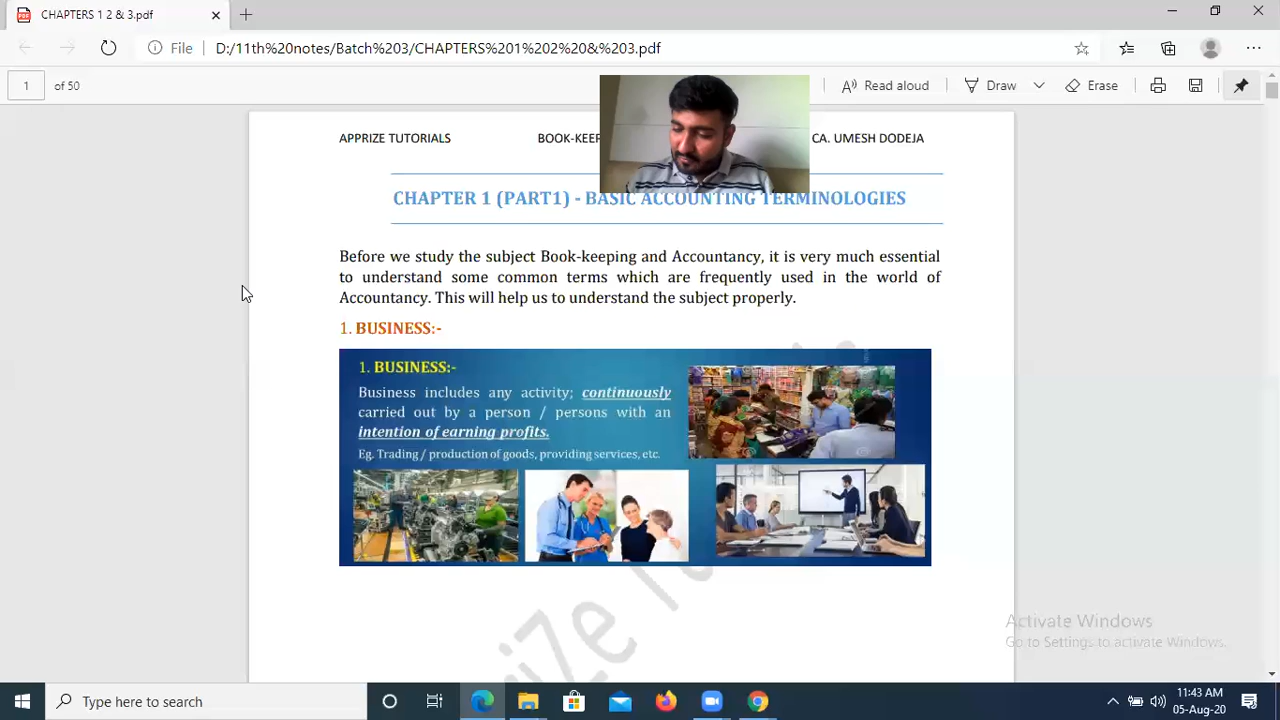 CHAPTERS 1 2 & 3.pdf
File D:/11th%20notes/Batch%203/CHAPTERS%201%202%20&%203.pdf
1 of 50 Read aloud Draw Erase
APPRIZE TUTORIALS BOOK-KEEP CA. UMESH DODEJA
CHAPTER 1 (PART1) - BASIC ACCOUNTING TERMINOLOGIES
Before we study the subject Book-keeping and Accountancy, it is very much essential
to understand some common terms which are frequently used in the world of
Accountancy. This will help us to understand the subject properly.
1. BUSINESS:-
1. BUSINESS:-
Business includes any activity; continuously
carried out by a person / persons with an
intention of earning profits.
Eg. Trading / production of goods, providing services, etc.
Activate Windows
Go to Settings to activate Windows.
Type here to search
11:43 AM
05-Aug-20